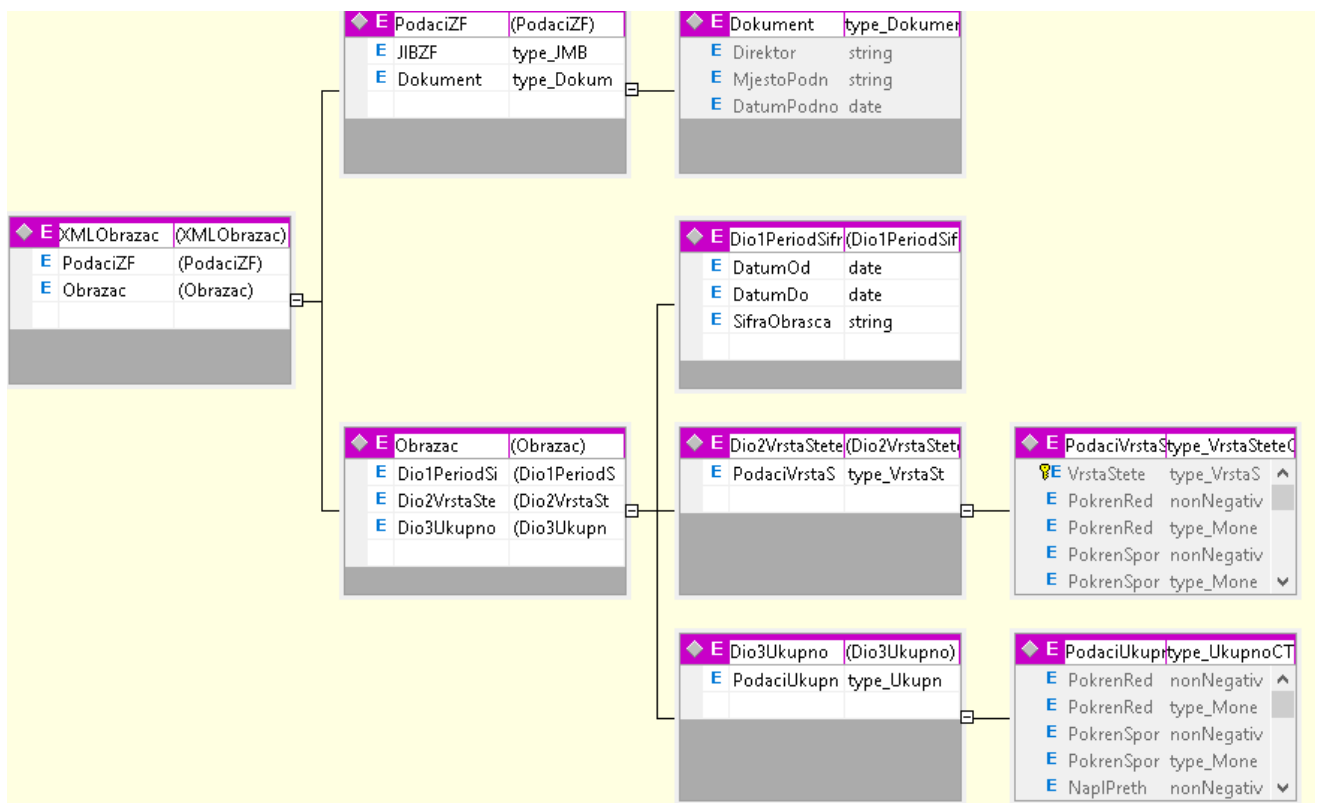 E PodaciZF (PodaciZF)
E JIBZF type_JMB
E Dokument type_Dokum
E Dokument type_Dokumen
E Direktor string
E MjestoPodn string
E DatumPodno date
E XMLObrazac (XMLObrazac)
E PodaciZF (PodaciZF)
E Obrazac (Obrazac)
E Dio1PeriodSifr (Dio1PeriodSif
E DatumOd date
E DatumDo date
E SifraObrasca string
E Obrazac (Obrazac)
E Dio1PeriodSi (Dio1PeriodS
E Dio2VrstaSte (Dio2VrstaSt
E Dio3Ukupno (Dio3Ukupn
E Dio2VrstaStete (Dio2VrstaStet
E PodaciVrstaS type_VrstaSt
E PodaciVrstaS type_VrstaSteteC
E VrstaStete type_VrstaS
E PokrenRed nonNegativ
E PokrenRed type_Mone
E PokrenSpor nonNegativ
E PokrenSpor type_Mone
E Dio3Ukupno (Dio3Ukupno)
E PodaciUkupn type_Ukupn
E PodaciUkupn type_UkupnoCT
E PokrenRed nonNegativ
E PokrenRed type_Mone
E PokrenSpor nonNegativ
E PokrenSpor type_Mone
E NaplPreth nonNegativ